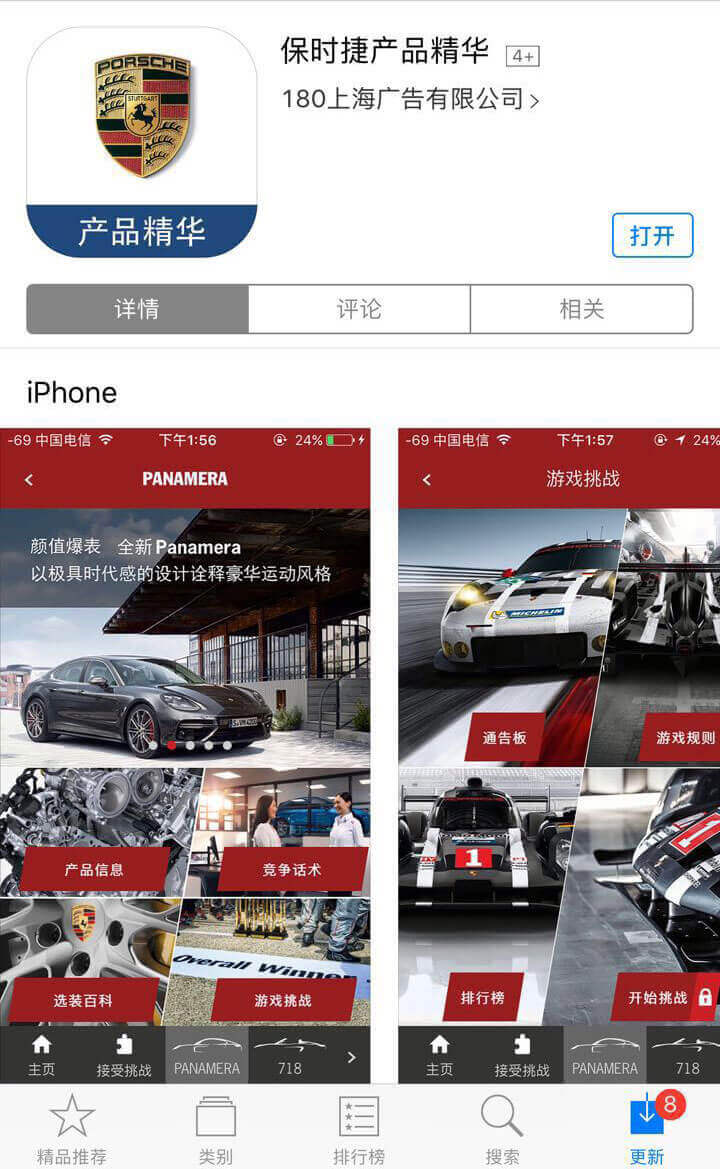 PORSCHE
STUTTGART
产品精华
保时捷产品精华 4+
180上海广告有限公司 >
打开
详情 评论 相关
iPhone
-69 中国电信 下午1:56 24%
PANAMERA
颜值爆表 全新Panamera
以极具时代感的设计诠释豪华运动风格
产品信息 竞争话术
Overall Winner
选装百科 游戏挑战
主页 接受挑战 PANAMERA 718
-69 中国电信 下午1:57 24%
游戏挑战
MICHELIN
通告板 游戏规则
1
1
排行榜 开始挑战
主页 接受挑战 PANAMERA 718
8
精品推荐 类别 排行榜 搜索 更新